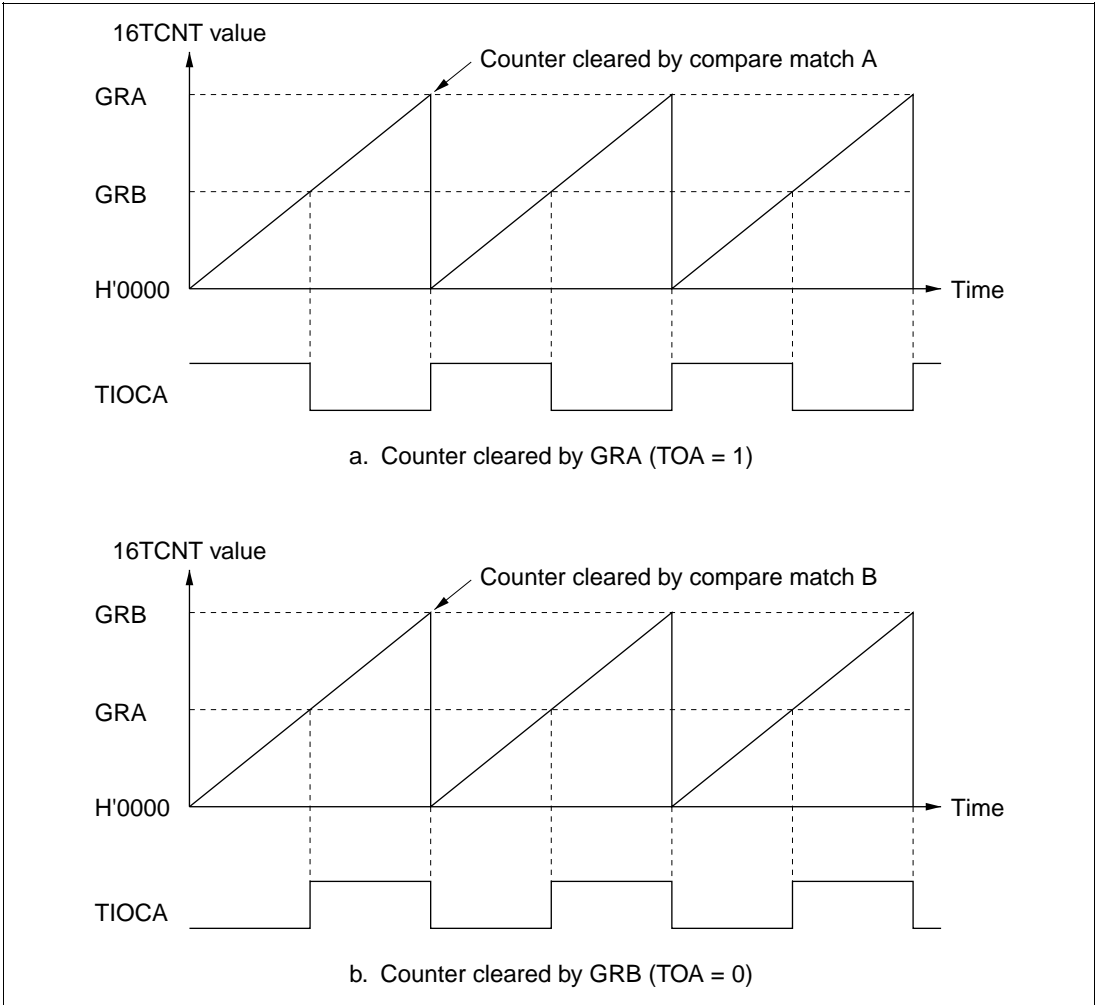 16TCNT value
Counter cleared by compare match A
GRA
GRB
H'0000
Time
TIOCA
a. Counter cleared by GRA (TOA = 1)
16TCNT value
Counter cleared by compare match B
GRB
GRA
H'0000
Time
TIOCA
b. Counter cleared by GRB (TOA = 0)